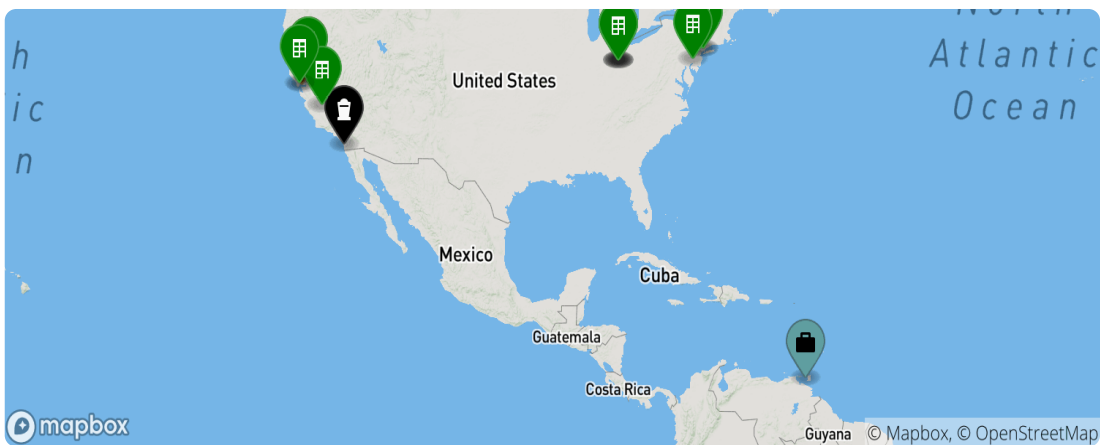 North
Atlantic
Ocean
h
ic
n
United States
Mexico
Cuba
Guatemala
Costa Rica
Guyana
mapbox
© Mapbox, © OpenStreetMap